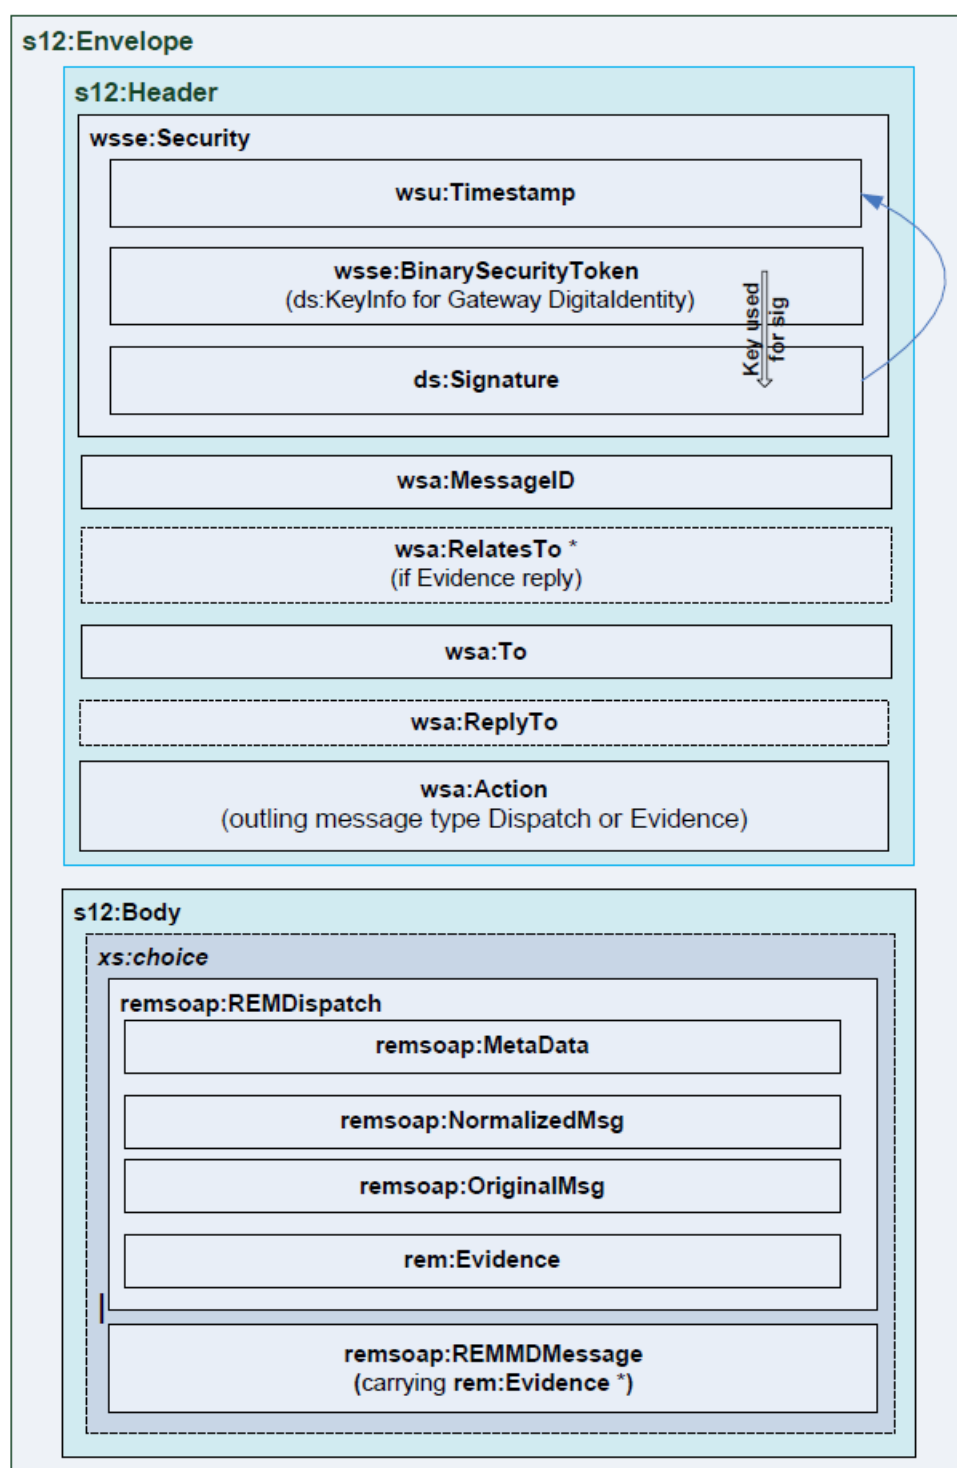 s12:Envelope
s12:Header
wsse:Security
wsu:Timestamp
wsse:BinarySecurityToken
(ds:KeyInfo for Gateway DigitalIdentity)
Key used
for sig
ds:Signature
wsa:MessageID
wsa:RelatesTo *
(if Evidence reply)
wsa:To
wsa:ReplyTo
wsa:Action
(outling message type Dispatch or Evidence)
s12:Body
xs:choice
remsoap:REMDispatch
remsoap:MetaData
remsoap:NormalizedMsg
remsoap:OriginalMsg
rem:Evidence
|
remsoap:REMMDMessage
(carrying rem:Evidence *)